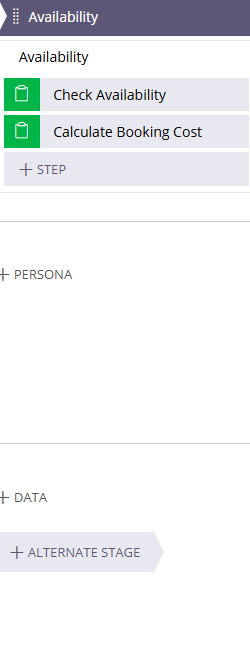 Availability
Availability
Check Availability
Calculate Booking Cost
+ STEP
+ PERSONA
+ DATA
+ ALTERNATE STAGE